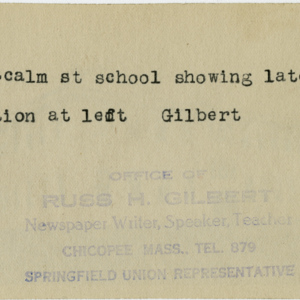 calm st school showing late
tion at left Gilbert
OFFICE OF
RUSS H. GILBERT
Newspaper Writer, Speaker, Teacher
CHICOPEE MASS., TEL. 879
SPRINGFIELD UNION REPRESENTATIVE